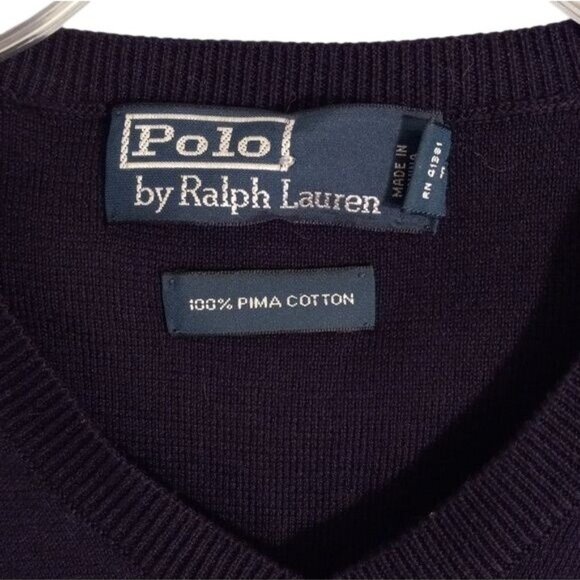 Polo
by Ralph Lauren
MADE IN
RN 41381
100% PIMA COTTON